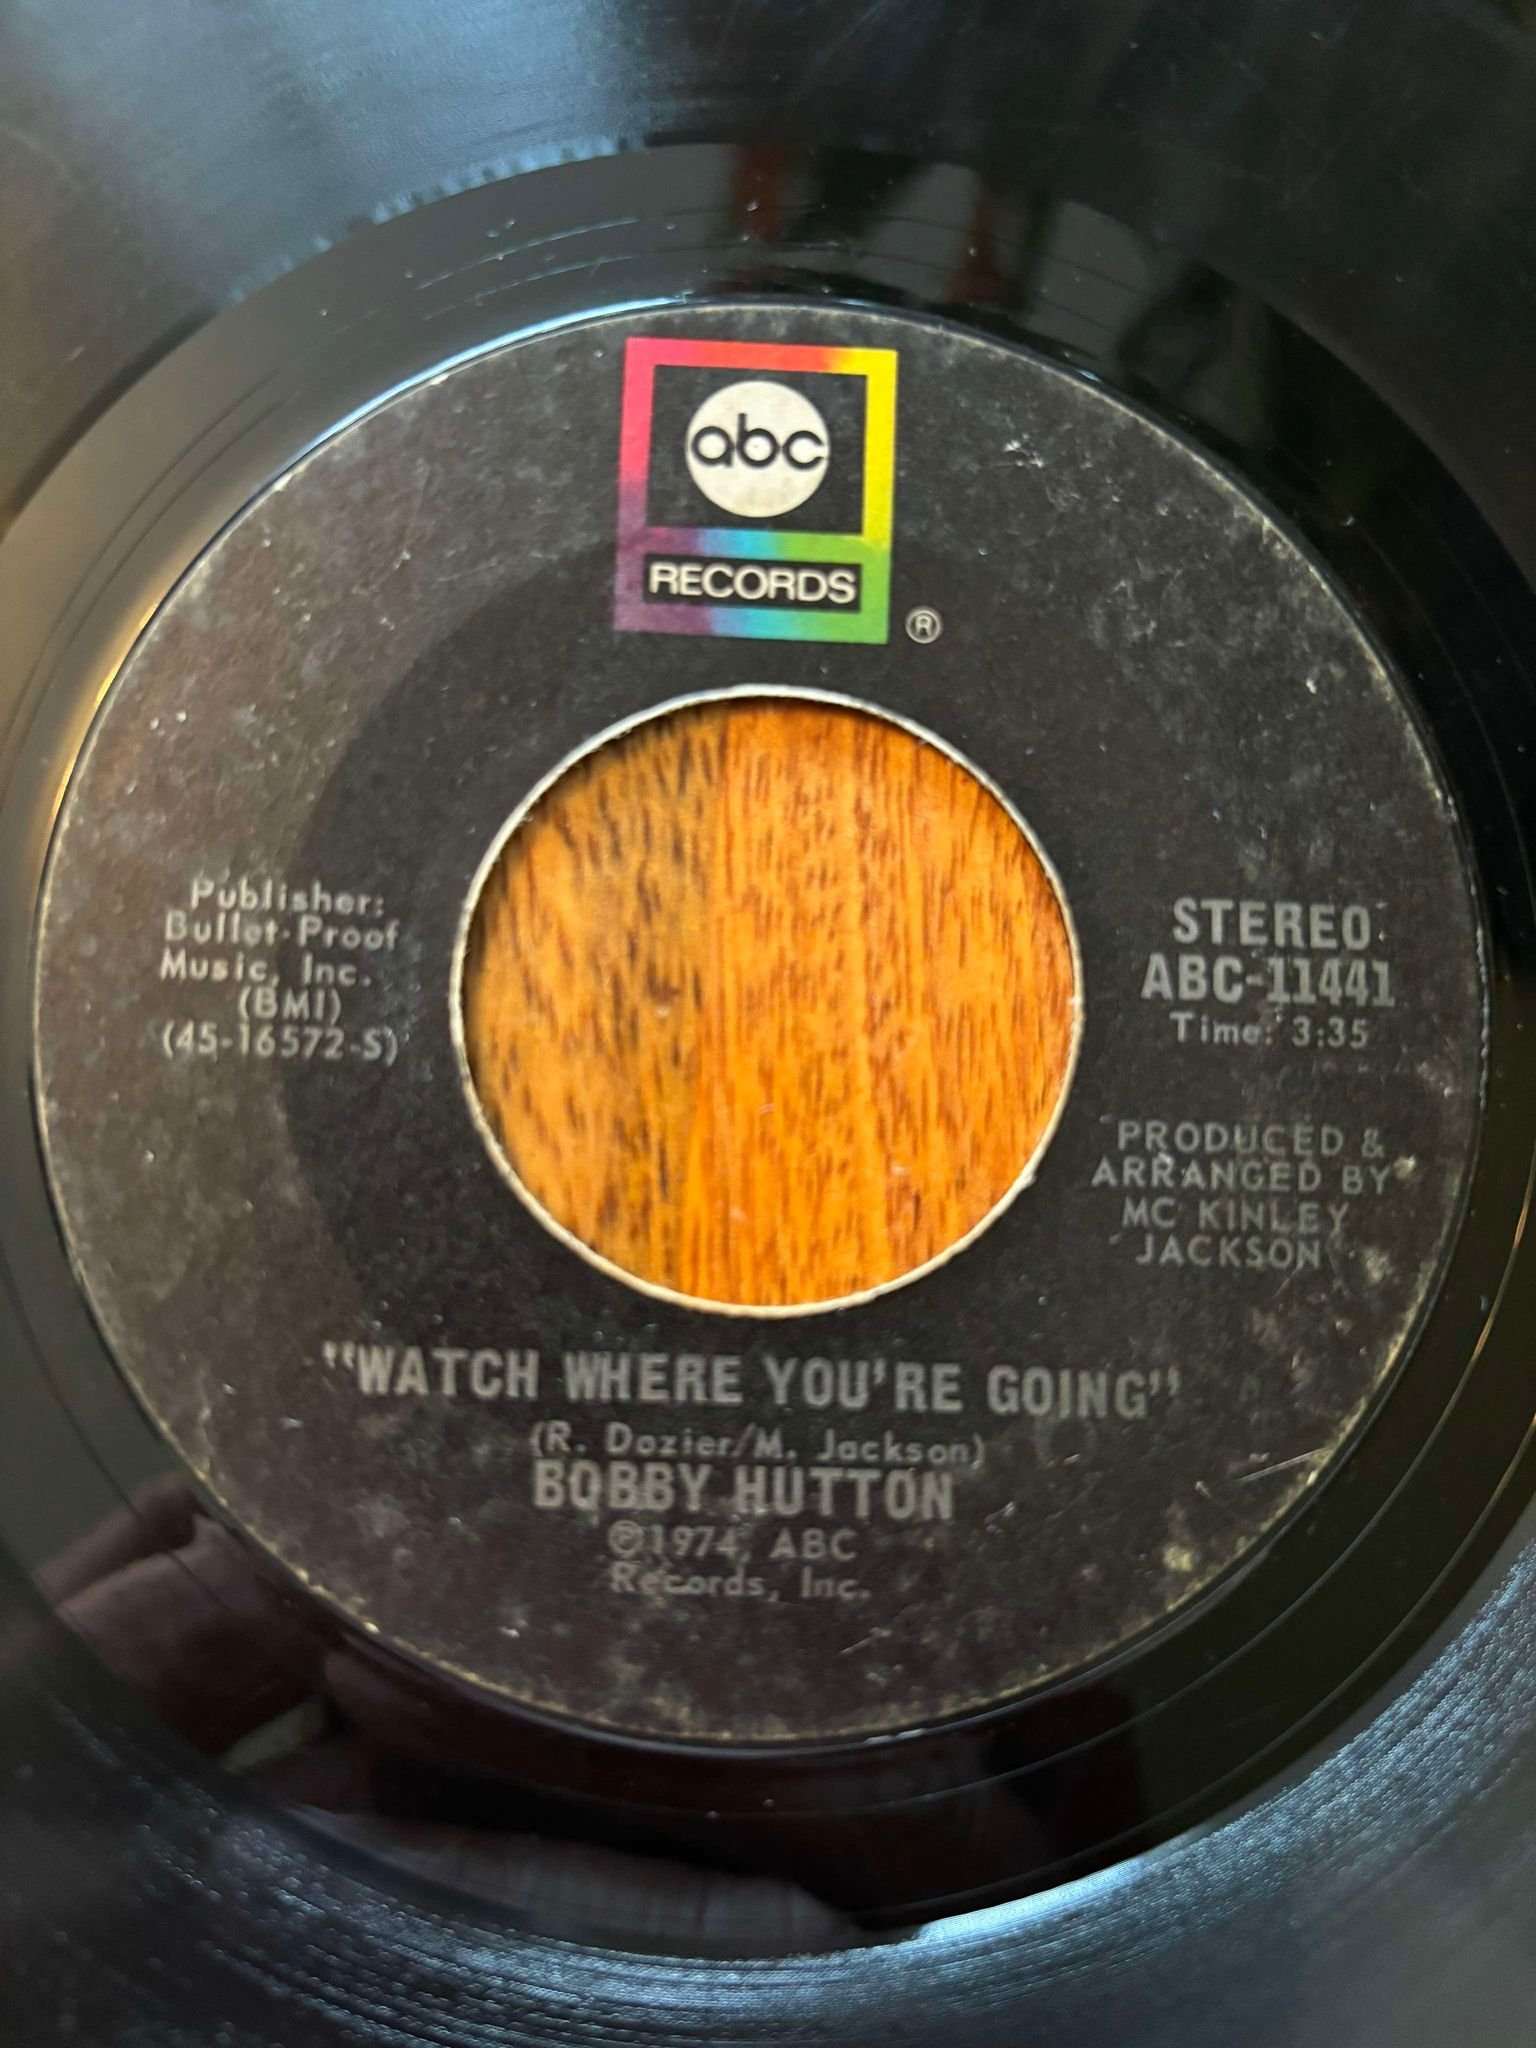 abc
RECORDS
®
Publisher:
Bullet-Proof
Music, Inc.
(BMI)
(45-16572-S)
STEREO
ABC-11441
Time: 3:35
PRODUCED &
ARRANGED BY
MC KINLEY
JACKSON
"WATCH WHERE YOU'RE GOING"
(R. Dozier/M. Jackson)
BOBBY HUTTON
℗1974, ABC
Records, Inc.